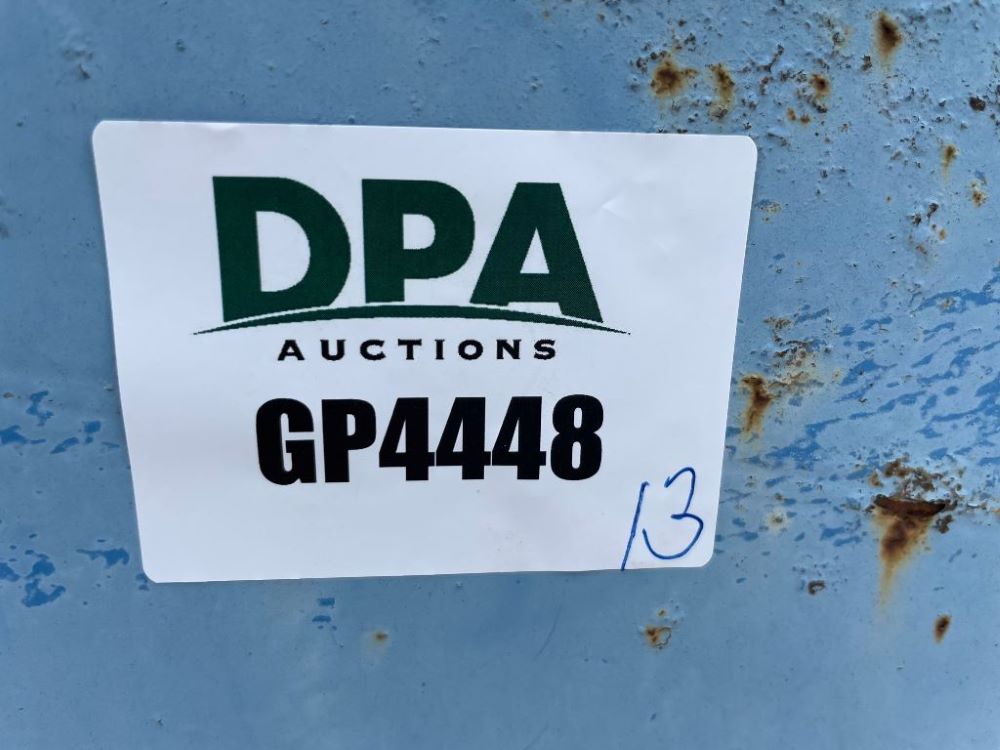 DPA
AUCTIONS
GP4448
13